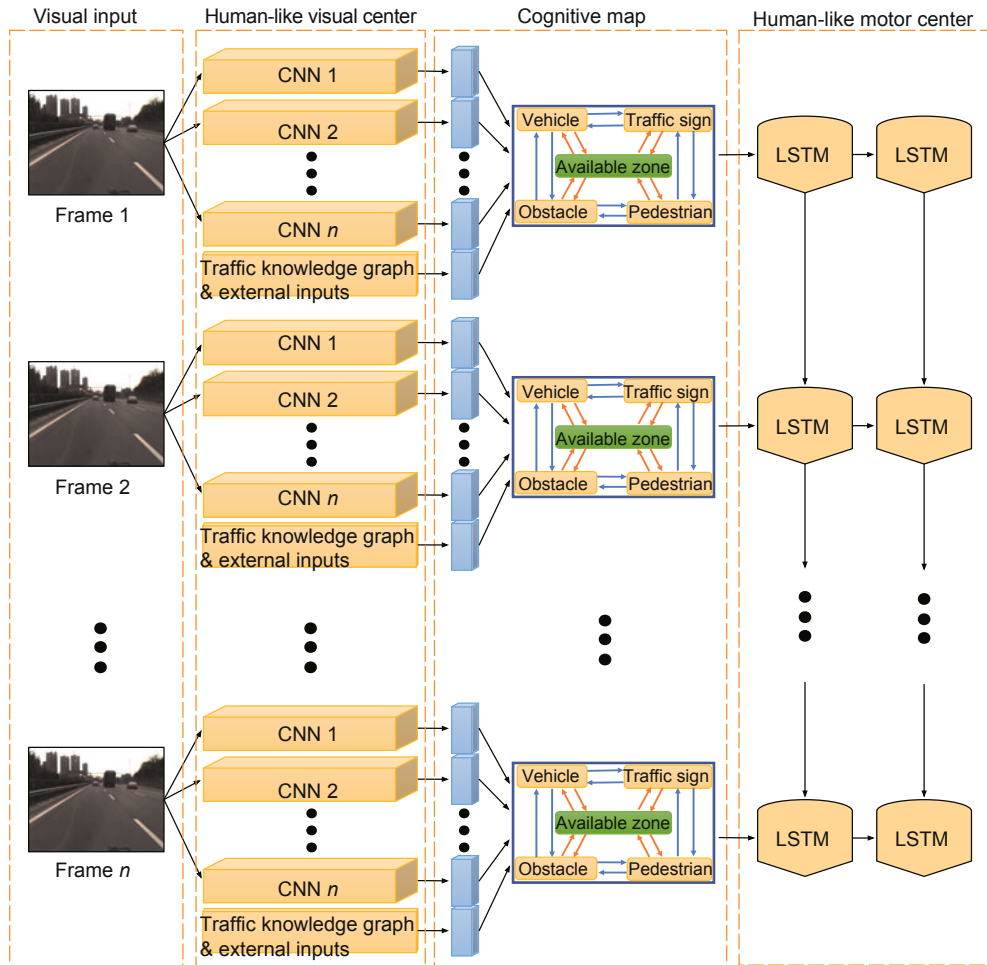 Visual input
Human-like visual center
Cognitive map
Human-like motor center
CNN 1
CNN 2
CNN n
Traffic knowledge graph
& external inputs
Frame 1
Vehicle
Traffic sign
Available zone
Obstacle
Pedestrian
LSTM
LSTM
CNN 1
CNN 2
CNN n
Traffic knowledge graph
& external inputs
Frame 2
Vehicle
Traffic sign
Available zone
Obstacle
Pedestrian
LSTM
LSTM
CNN 1
CNN 2
CNN n
Traffic knowledge graph
& external inputs
Frame n
Vehicle
Traffic sign
Available zone
Obstacle
Pedestrian
LSTM
LSTM